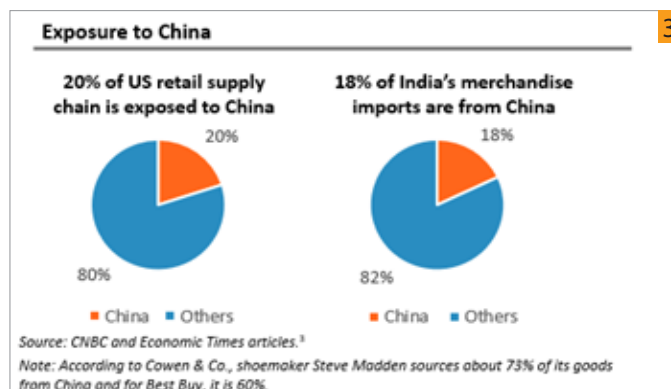 Exposure to China
3
20% of US retail supply
chain is exposed to China
20%
80%
China Others
18% of India's merchandise
imports are from China
18%
82%
China Others
Source: CNBC and Economic Times articles.³
Note: According to Cowen & Co., shoemaker Steve Madden sources about 73% of its goods
from China and for Best Buy, it is 60%.